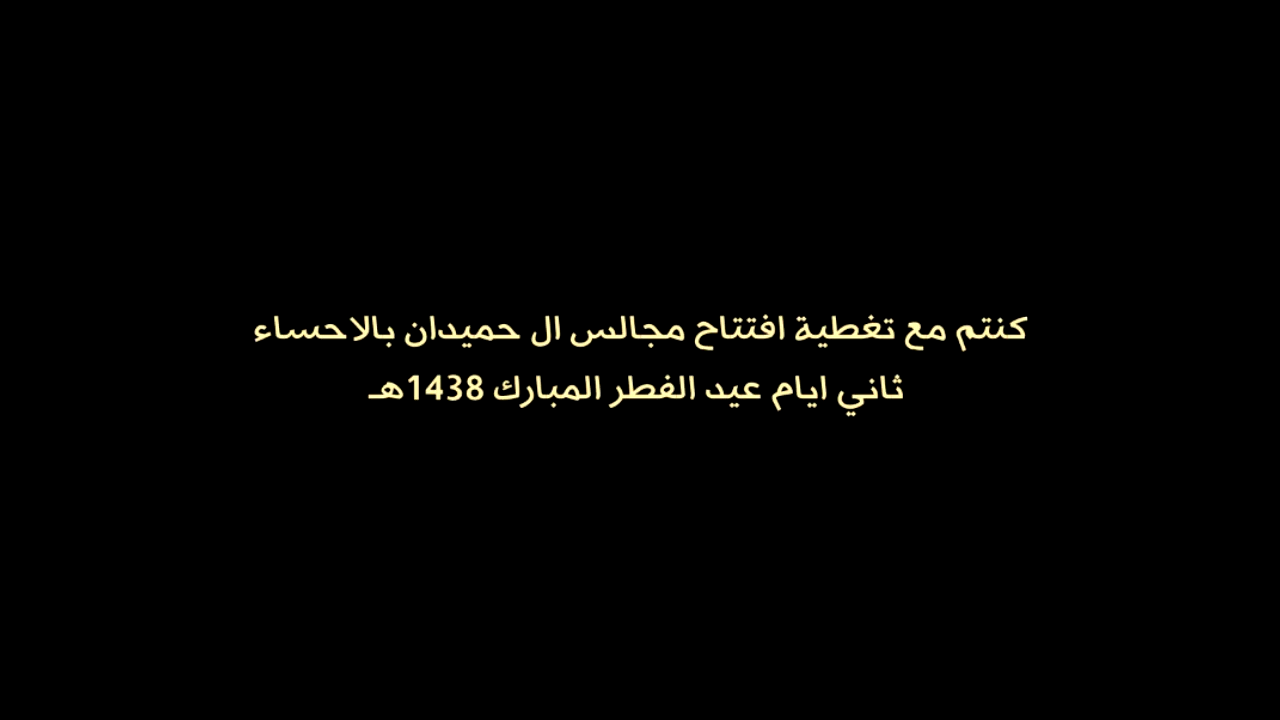 كنتم مع تغطية افتتاح مجالس ال حميدان بالاحساء
ثاني ايام عيد الفطر المبارك 1438هـ